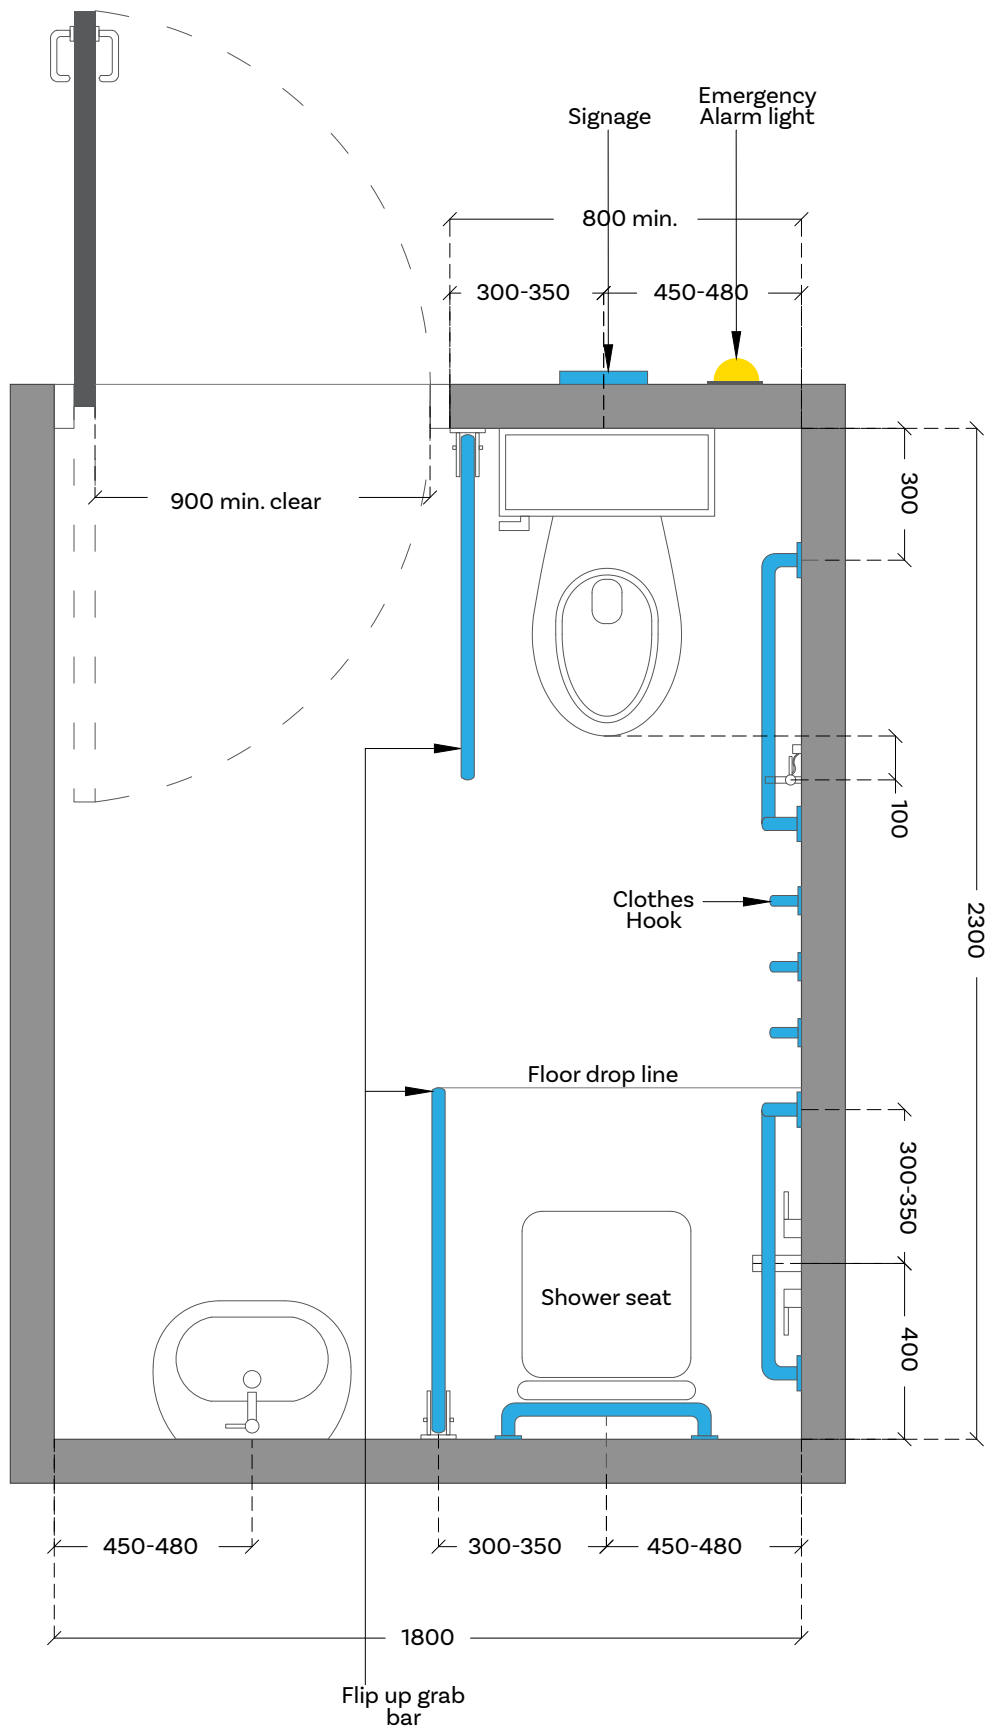 Emergency
Signage
Alarm light
800 min.
300-350
450-480
900 min. clear
300
100
Clothes
Hook
2300
Floor drop line
300-350
Shower seat
400
450-480
300-350
450-480
1800
Flip up grab
bar